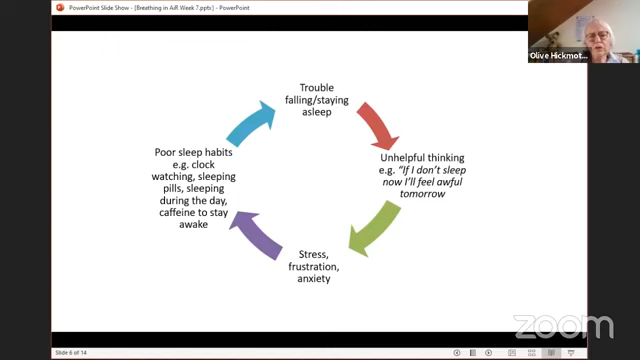 PowerPoint Slide Show - [Breathing in AiR Week 7.ppts] - PowerPoint
Olive Hickmot...
Trouble
falling/staying
asleep
Unhelpful thinking
e.g. "If I don't sleep
now I'll feel awful
tomorrow
Stress,
frustration,
anxiety
Poor sleep habits
e.g. clock
watching, sleeping
pills, sleeping
during the day,
caffeine to stay
awake
zoom
Slide 6 of 14